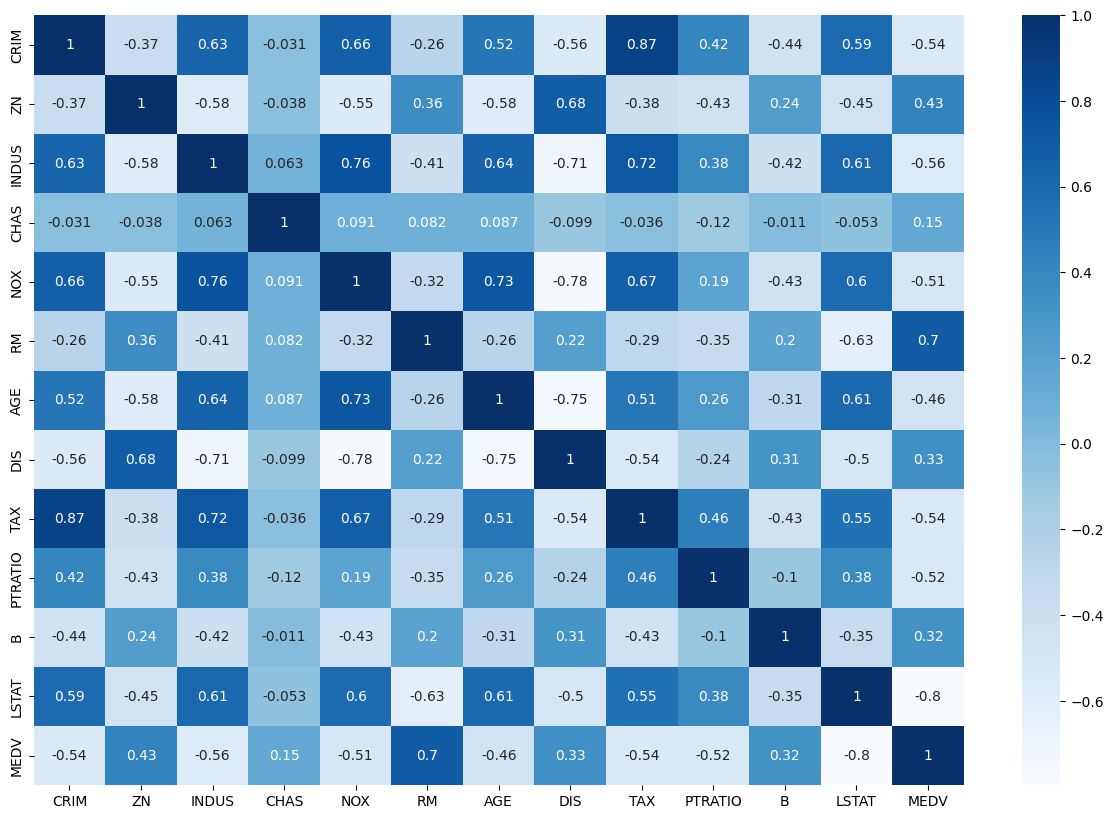 CRIM 1 -0.37 0.63 -0.031 0.66 -0.26 0.52 -0.56 0.87 0.42 -0.44 0.59 -0.54
ZN -0.37 1 -0.58 -0.038 -0.55 0.36 -0.58 0.68 -0.38 -0.43 0.24 -0.45 0.43
INDUS 0.63 -0.58 1 0.063 0.76 -0.41 0.64 -0.71 0.72 0.38 -0.42 0.61 -0.56
CHAS -0.031 -0.038 0.063 1 0.091 0.082 0.087 -0.099 -0.036 -0.12 -0.011 -0.053 0.15
NOX 0.66 -0.55 0.76 0.091 1 -0.32 0.73 -0.78 0.67 0.19 -0.43 0.6 -0.51
RM -0.26 0.36 -0.41 0.082 -0.32 1 -0.26 0.22 -0.29 -0.35 0.2 -0.63 0.7
AGE 0.52 -0.58 0.64 0.087 0.73 -0.26 1 -0.75 0.51 0.26 -0.31 0.61 -0.46
DIS -0.56 0.68 -0.71 -0.099 -0.78 0.22 -0.75 1 -0.54 -0.24 0.31 -0.5 0.33
TAX 0.87 -0.38 0.72 -0.036 0.67 -0.29 0.51 -0.54 1 0.46 -0.43 0.55 -0.54
PTRATIO 0.42 -0.43 0.38 -0.12 0.19 -0.35 0.26 -0.24 0.46 1 -0.1 0.38 -0.52
B -0.44 0.24 -0.42 -0.011 -0.43 0.2 -0.31 0.31 -0.43 -0.1 1 -0.35 0.32
LSTAT 0.59 -0.45 0.61 -0.053 0.6 -0.63 0.61 -0.5 0.55 0.38 -0.35 1 -0.8
MEDV -0.54 0.43 -0.56 0.15 -0.51 0.7 -0.46 0.33 -0.54 -0.52 0.32 -0.8 1
CRIM ZN INDUS CHAS NOX RM AGE DIS TAX PTRATIO B LSTAT MEDV
1.0
0.8
0.6
0.4
0.2
0.0
−0.2
−0.4
−0.6